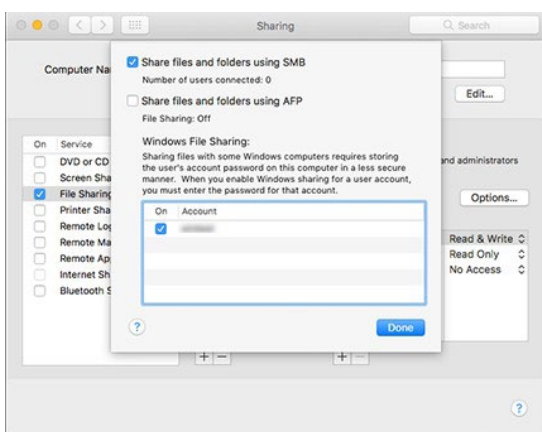 Sharing
Search
Computer Na
Edit...
Share files and folders using SMB
Number of users connected: 0
Share files and folders using AFP
File Sharing: Off
Windows File Sharing:
Sharing files with some Windows computers requires storing
the user's account password on this computer in a less secure
manner. When you enable Windows sharing for a user account,
you must enter the password for that account.
On Account
Done
On Service
DVD or CD
Screen Sha
File Sharing
Printer Sha
Remote Log
Remote Ma
Remote Ap
Internet Sh
Bluetooth S
and administrators
Options...
Read & Write
Read Only
No Access
+ −
+ −
?
?